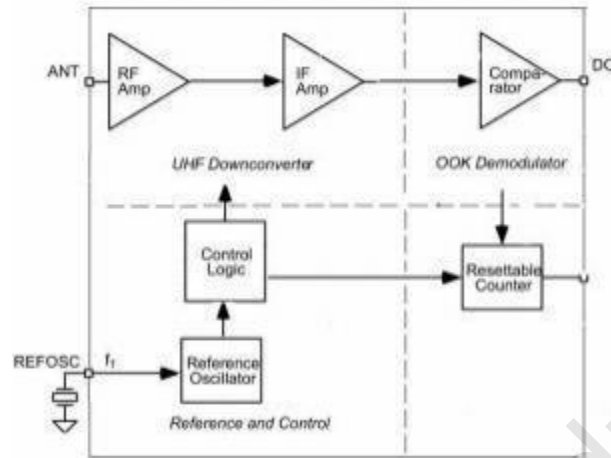 ANT
RF
Amp
IF
Amp
Compa-
rator
DO
UHF Downconverter
OOK Demodulator
Control
Logic
Resettable
Counter
REFOSC
fT
Reference
Oscillator
Reference and Control